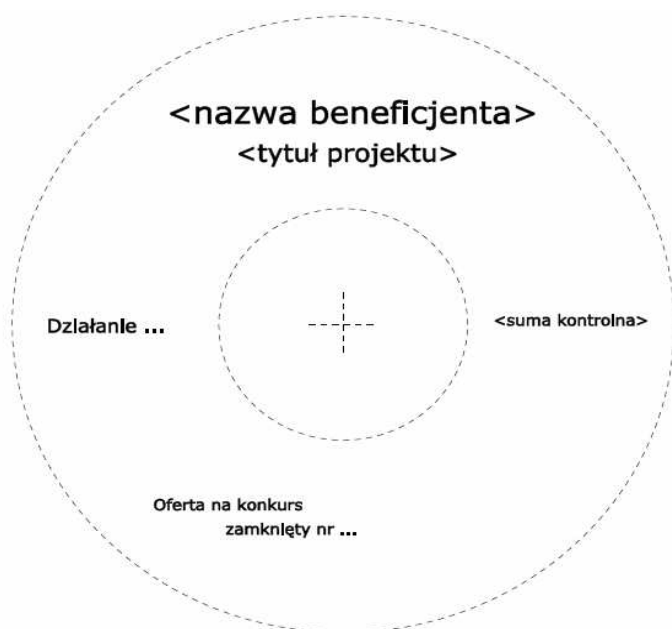 <nazwa beneficjenta>
<tytuł projektu>
Działanie ...
<suma kontrolna>
Oferta na konkurs
zamknięty nr ...